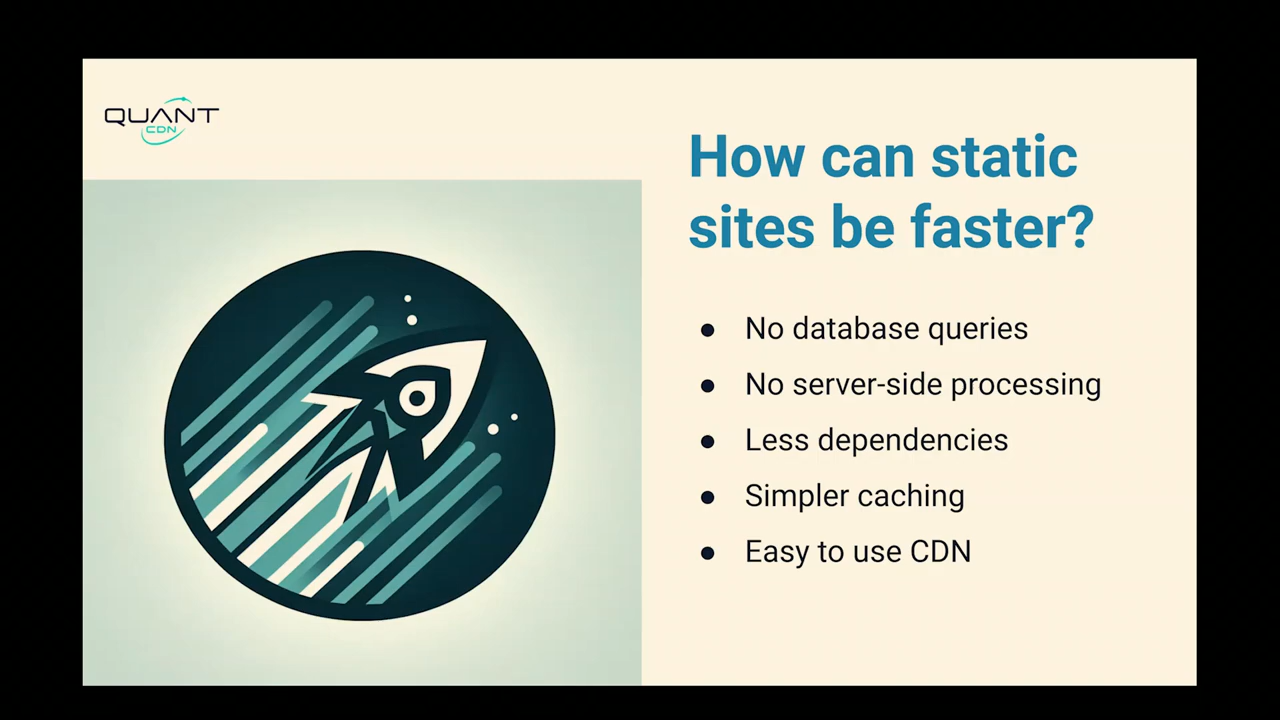 QUANT
CDN
How can static
sites be faster?
● No database queries
● No server-side processing
● Less dependencies
● Simpler caching
● Easy to use CDN